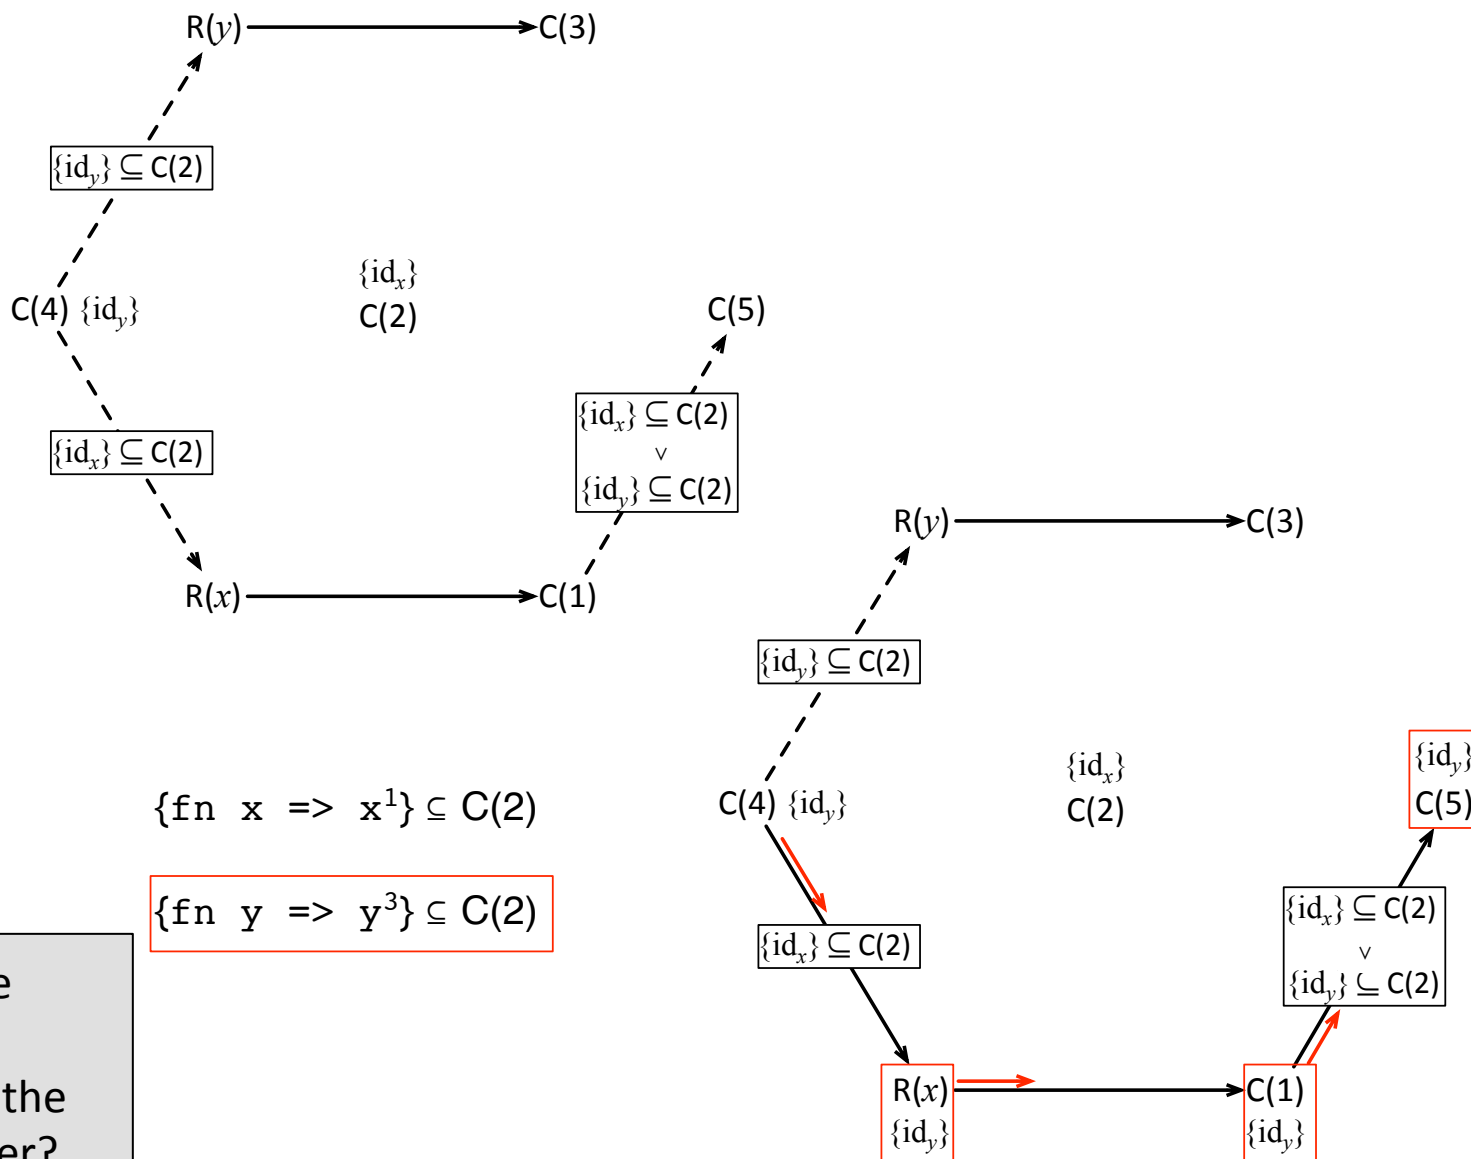 R(y) C(3)
{id_y} ⊆ C(2)
{id_x}
C(4) {id_y} C(2) C(5)
{id_x} ⊆ C(2)
∨
{id_y} ⊆ C(2)
{id_x} ⊆ C(2)
R(x) C(1)
R(y) C(3)
{id_y} ⊆ C(2)
{id_x} {id_y}
C(4) {id_y} C(2) C(5)
{id_x} ⊆ C(2)
∨
{id_y} ⊆ C(2)
{id_x} ⊆ C(2)
R(x) C(1)
{id_y} {id_y}
{fn x => x¹} ⊆ C(2)
{fn y => y³} ⊆ C(2)
the